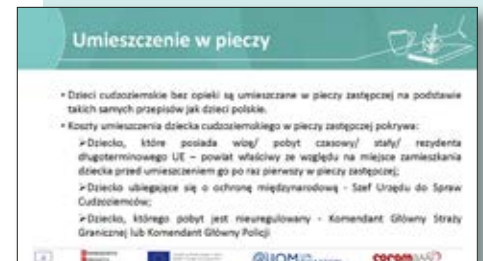 Umieszczenie w pieczy
• Dzieci cudzoziemskie bez opieki są umieszczane w pieczy zastępczej na podstawie
takich samych przepisów jak dzieci polskie.
• Koszty umieszczenia dziecka cudzoziemskiego w pieczy zastępczej pokrywa:
➢Dziecko, które posiada wizę/ pobyt czasowy/ stały/ rezydenta
długoterminowego UE – powiat właściwy ze względu na miejsce zamieszkania
dziecka przed umieszczeniem go po raz pierwszy w pieczy zastępczej;
➢Dziecko ubiegające się o ochronę międzynarodową - Szef Urzędu do Spraw
Cudzoziemców;
➢Dziecko, którego pobyt jest nieuregulowany - Komendant Główny Straży
Granicznej lub Komendant Główny Policji